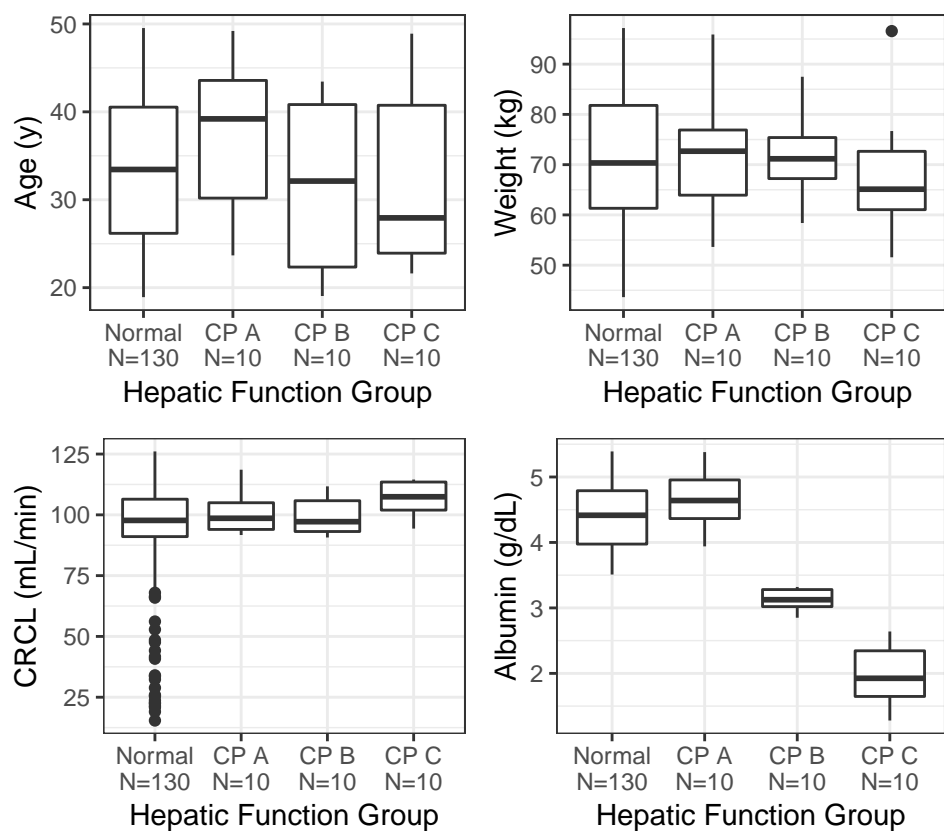 Age (y)
50
40
30
20
Normal CP A CP B CP C
N=130 N=10 N=10 N=10
Hepatic Function Group
Weight (kg)
90
80
70
60
50
Normal CP A CP B CP C
N=130 N=10 N=10 N=10
Hepatic Function Group
CRCL (mL/min)
125
100
75
50
25
Normal CP A CP B CP C
N=130 N=10 N=10 N=10
Hepatic Function Group
Albumin (g/dL)
5
4
3
2
Normal CP A CP B CP C
N=130 N=10 N=10 N=10
Hepatic Function Group